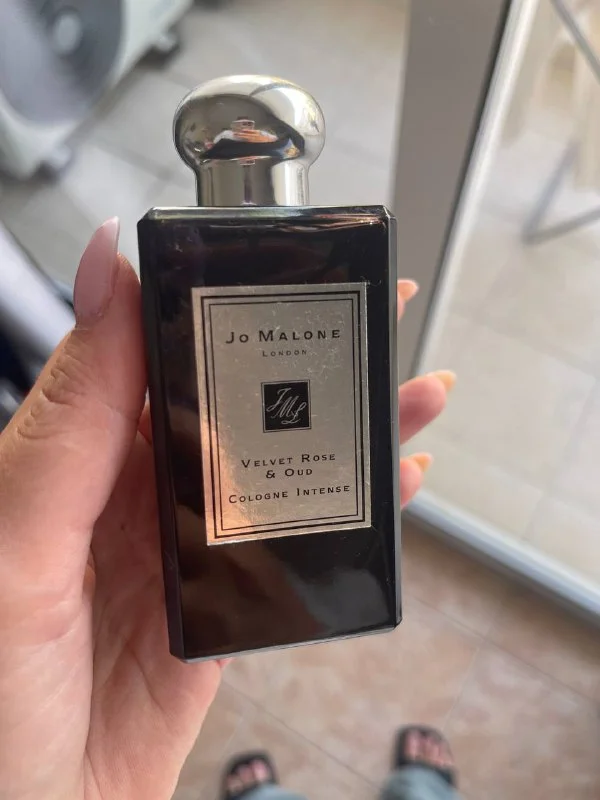 Jo Malone
London
JML
Velvet Rose
& Oud
Cologne Intense